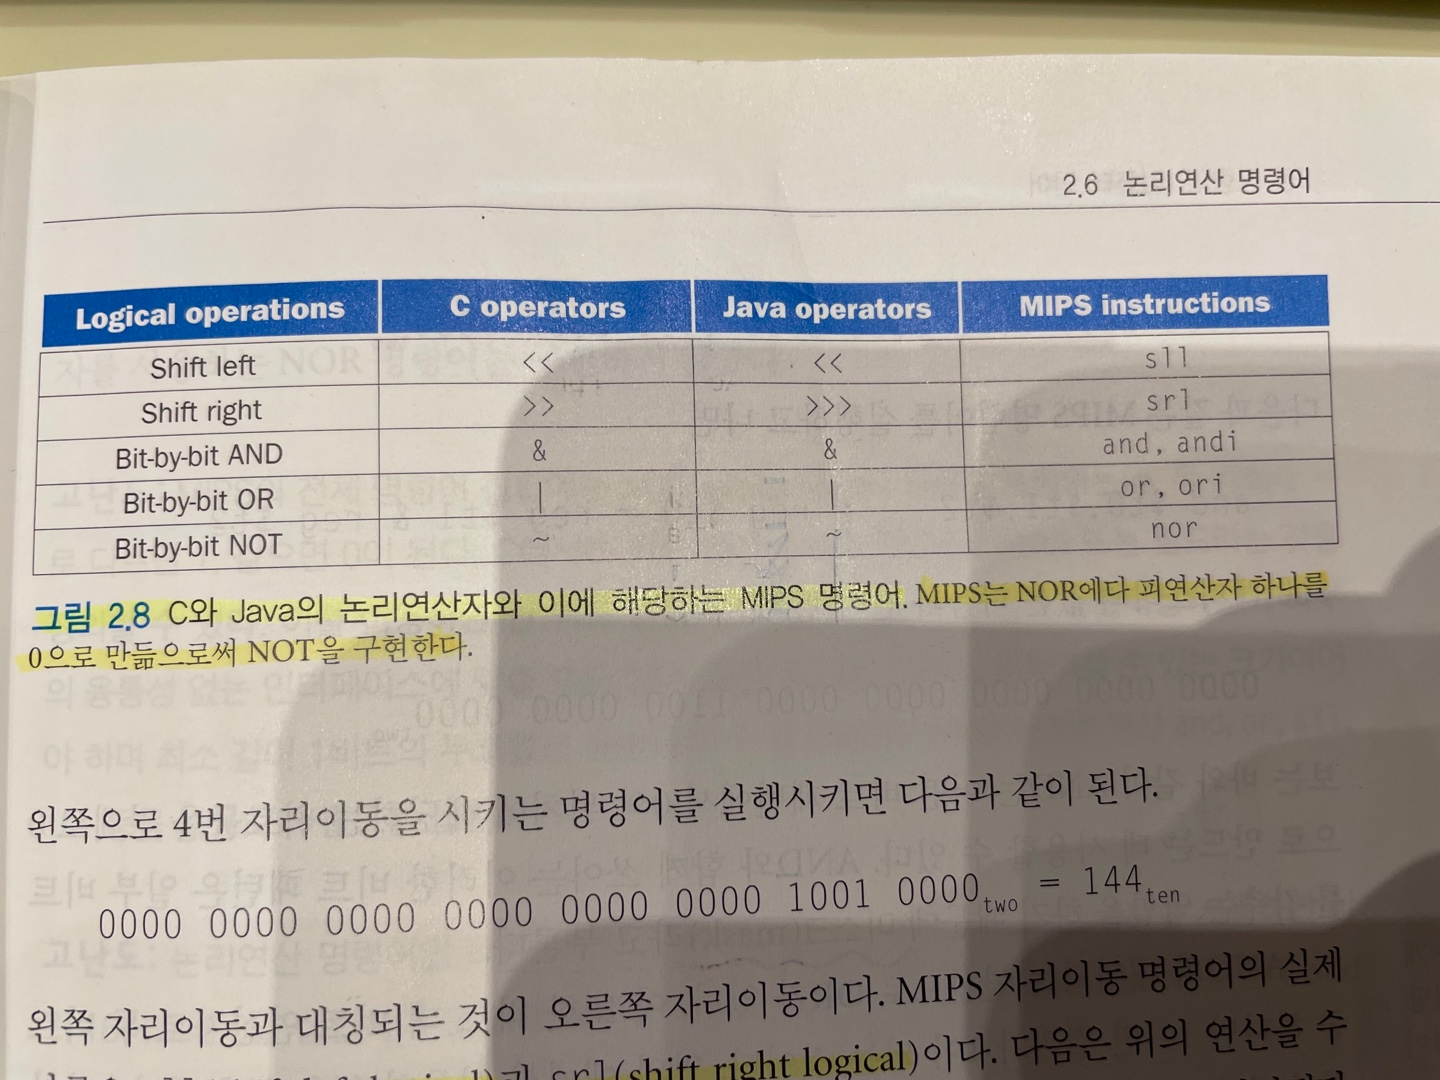 2.6 논리연산 명령어
Logical operations C operators Java operators MIPS instructions
Shift left << << sll
Shift right >> >>> srl
Bit-by-bit AND & & and, andi
Bit-by-bit OR | | or, ori
Bit-by-bit NOT ~ ~ nor
그림 2.8 C와 Java의 논리연산자와 이에 해당하는 MIPS 명령어. MIPS는 NOR에다 피연산자 하나를
0으로 만듦으로써 NOT을 구현한다.
왼쪽으로 4번 자리이동을 시키는 명령어를 실행시키면 다음과 같이 된다.
0000 0000 0000 0000 0000 0000 1001 0000two = 144ten
왼쪽 자리이동과 대칭되는 것이 오른쪽 자리이동이다. MIPS 자리이동 명령어의 실제
srl(shift right logical)이다. 다음은 위의 연산을 수